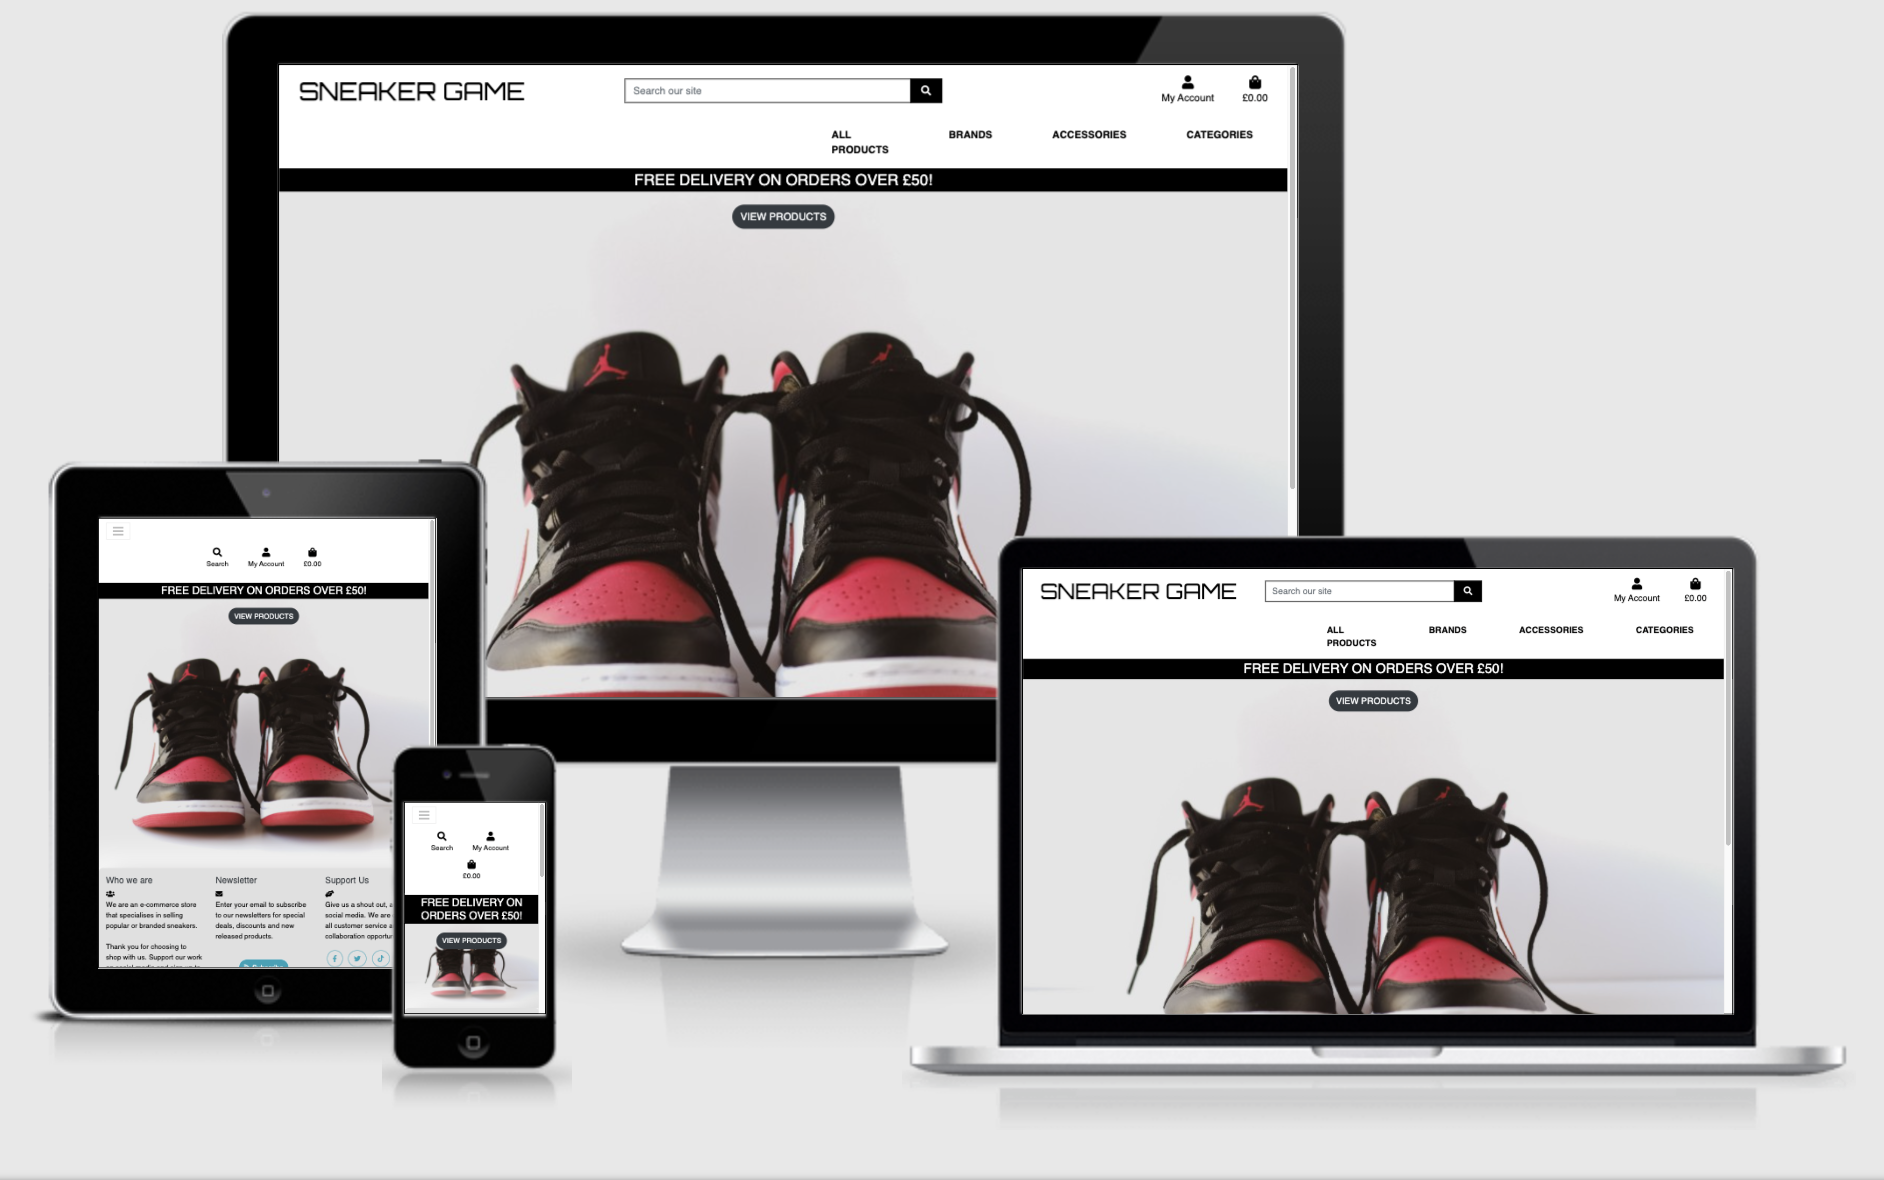 SNEAKER GAME
Search our site
My Account
£0.00
ALL
PRODUCTS
BRANDS
ACCESSORIES
CATEGORIES
FREE DELIVERY ON ORDERS OVER £50!
VIEW PRODUCTS
Search
My Account
£0.00
FREE DELIVERY ON ORDERS OVER £50!
VIEW PRODUCTS
Who we are
We are an e-commerce store
that specialises in selling
popular or branded sneakers.
Thank you for choosing to
shop with us. Support our work
Newsletter
Enter your email to subscribe
to our newsletters for special
deals, discounts and new
released products.
Support Us
Give us a shout out,
social media. We are
all customer service
collaboration
Search
My Account
£0.00
FREE DELIVERY ON
ORDERS OVER £50!
VIEW PRODUCTS
SNEAKER GAME
Search our site
My Account
£0.00
ALL
PRODUCTS
BRANDS
ACCESSORIES
CATEGORIES
FREE DELIVERY ON ORDERS OVER £50!
VIEW PRODUCTS